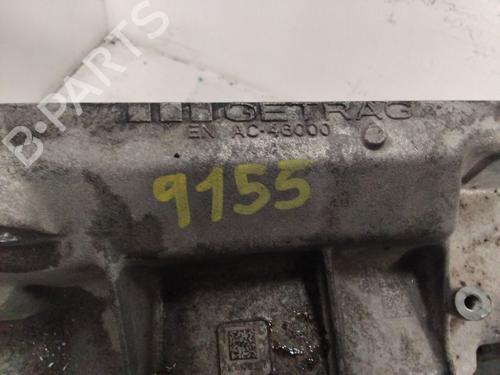 GETRAG
EN AC-46000
9155
B-PARTS